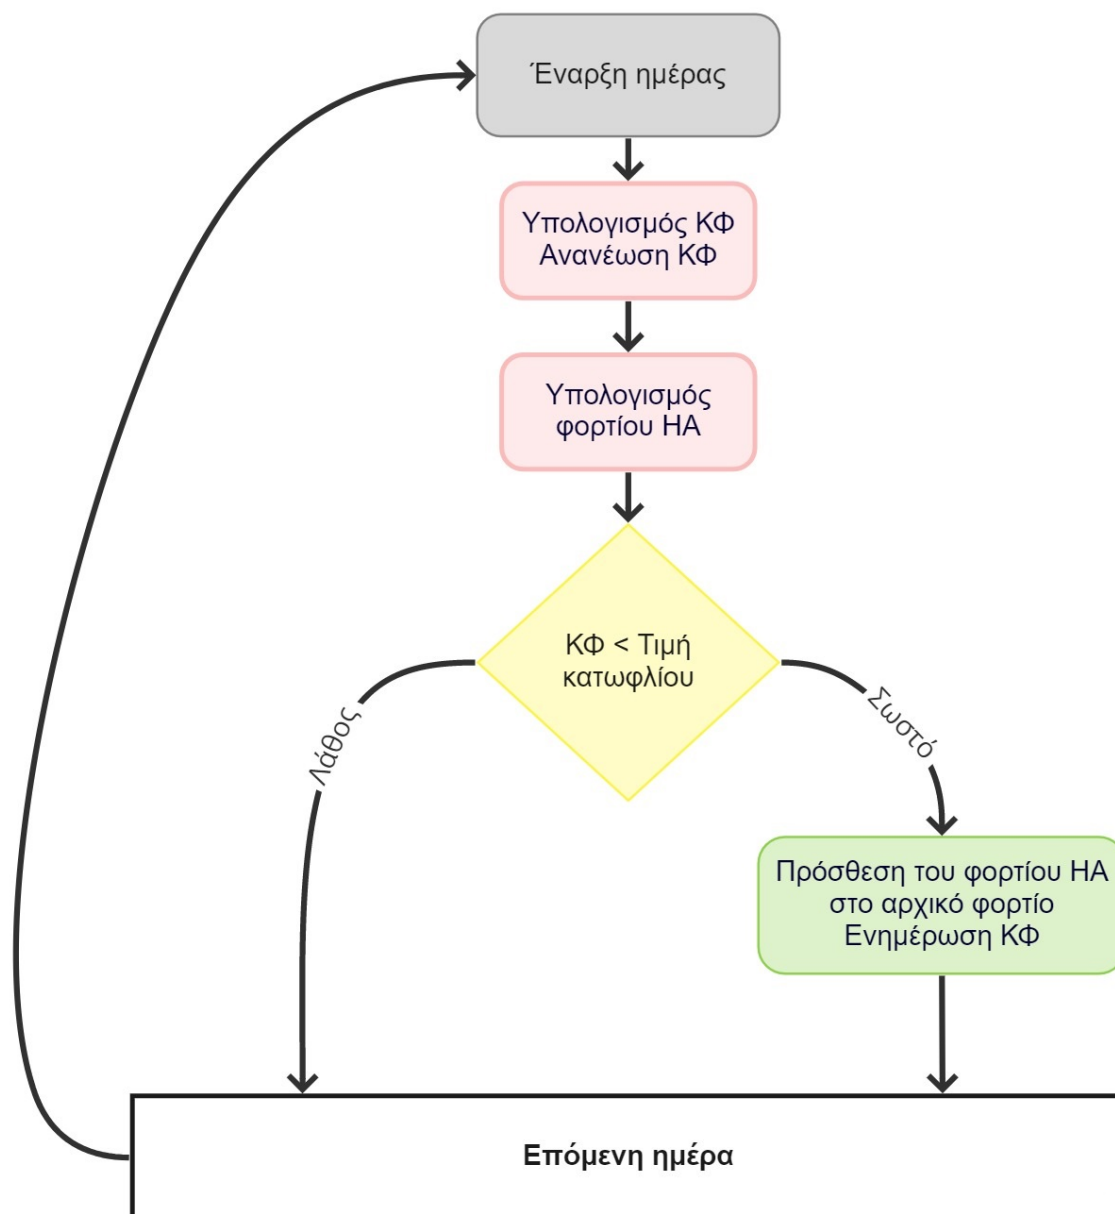 Έναρξη ημέρας
Υπολογισμός ΚΦ
Ανανέωση ΚΦ
Υπολογισμός
φορτίου ΗΑ
ΚΦ < Τιμή
κατωφλίου
Λάθος
Σωστό
Πρόσθεση του φορτίου ΗΑ
στο αρχικό φορτίο
Ενημέρωση ΚΦ
Επόμενη ημέρα